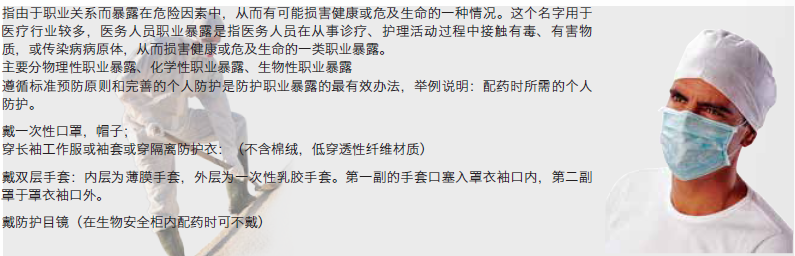 指由于职业关系而暴露在危险因素中，从而有可能损害健康或危及生命的一种情况。这个名字用于
医疗行业较多，医务人员职业暴露是指医务人员在从事诊疗、护理活动过程中接触有毒、有害物
质，或传染病病原体，从而损害健康或危及生命的一类职业暴露。
主要分物理性职业暴露、化学性职业暴露、生物性职业暴露
遵循标准预防原则和完善的个人防护是防护职业暴露的最有效办法，举例说明：配药时所需的个人
防护。
戴一次性口罩，帽子；
穿长袖工作服或袖套或穿隔离防护衣：（不含棉绒，低穿透性纤维材质）
戴双层手套：内层为薄膜手套，外层为一次性乳胶手套。第一副的手套口塞入罩衣袖口内，第二副
罩于罩衣袖口外。
戴防护目镜（在生物安全柜内配药时可不戴）